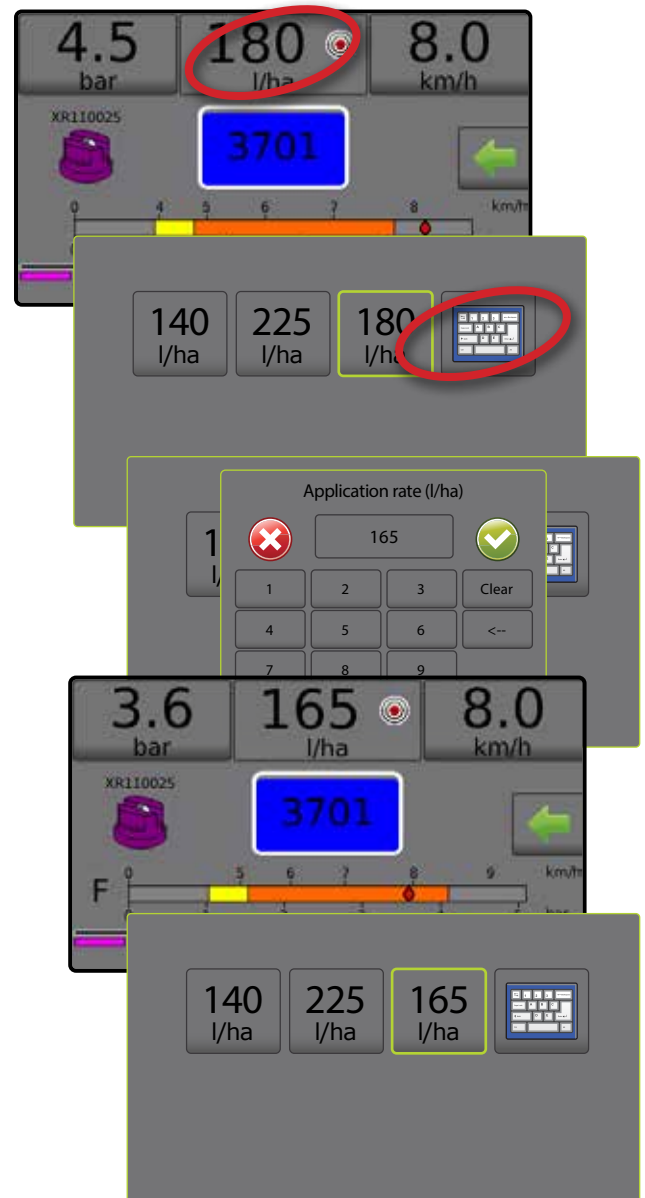 4.5 180 8.0
bar l/ha km/h
XR110025
3701
0 4 5 6 7 8 km/h
140 225 180
l/ha l/ha l/ha
Application rate (l/ha)
165
1 2 3 Clear
4 5 6 <--
7 8 9
3.6 165 8.0
bar l/ha km/h
XR110025
3701
0 5 6 7 8 9 km/h
F
140 225 165
l/ha l/ha l/ha